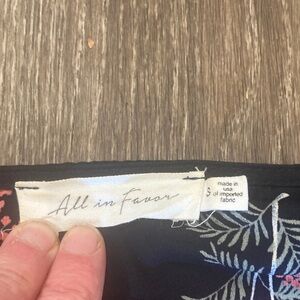 All in Favor
S
made in
usa
of imported
fabric